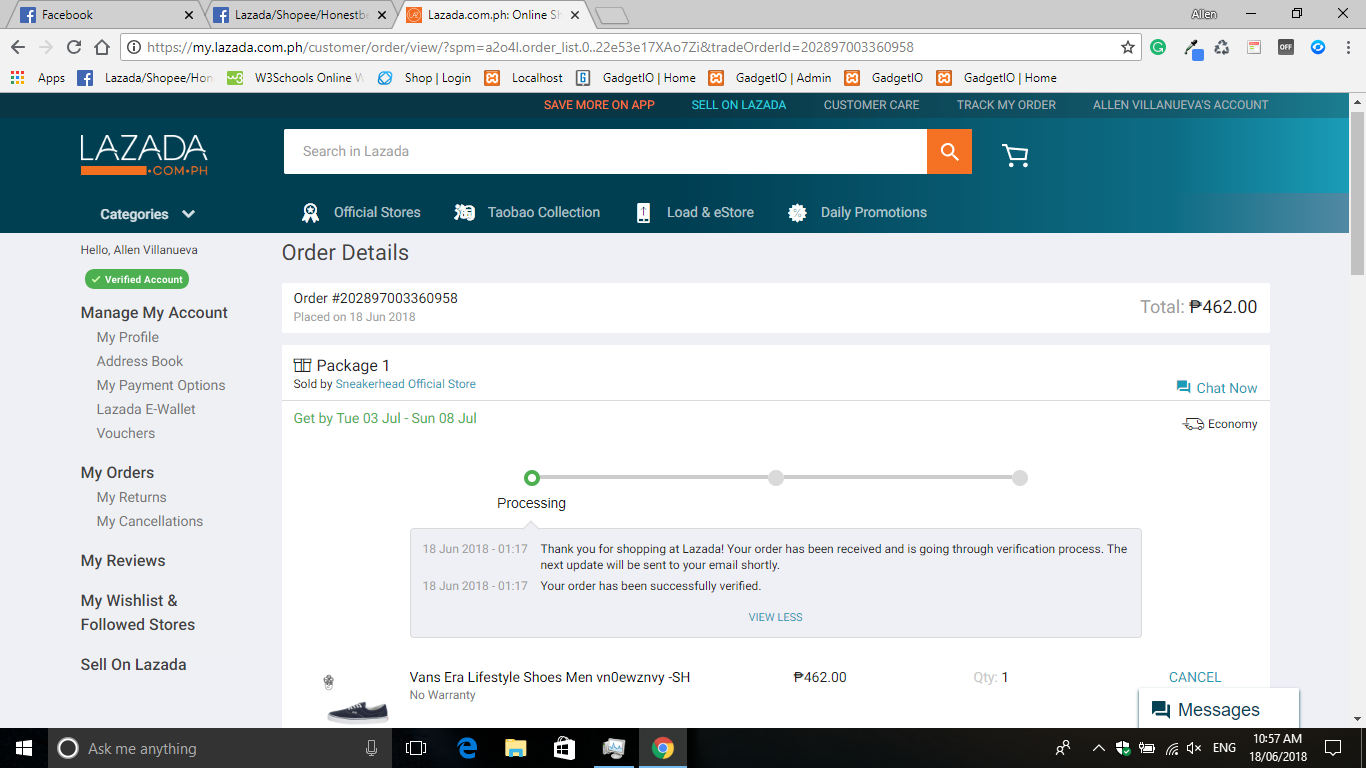 Facebook
Lazada/Shopee/Honestb
Lazada.com.ph: Online Sh
Allen
https://my.lazada.com.ph/customer/order/view/?spm=a2o4l.order_list.0..22e53e17XAo7Zi&tradeOrderId=202897003360958
Apps
Lazada/Shopee/Hon
W3Schools Online W
Shop | Login
Localhost
GadgetIO | Home
GadgetIO | Admin
GadgetIO
GadgetIO | Home
SAVE MORE ON APP
SELL ON LAZADA
CUSTOMER CARE
TRACK MY ORDER
ALLEN VILLANUEVA'S ACCOUNT
LAZADA
.COM.PH
Search in Lazada
Categories
Official Stores
Taobao Collection
Load & eStore
Daily Promotions
Hello, Allen Villanueva
Verified Account
Manage My Account
My Profile
Address Book
My Payment Options
Lazada E-Wallet
Vouchers
My Orders
My Returns
My Cancellations
My Reviews
My Wishlist &
Followed Stores
Sell On Lazada
Order Details
Order #202897003360958
Placed on 18 Jun 2018
Total: ₱462.00
Package 1
Sold by Sneakerhead Official Store
Chat Now
Get by Tue 03 Jul - Sun 08 Jul
Economy
Processing
18 Jun 2018 - 01:17 Thank you for shopping at Lazada! Your order has been received and is going through verification process. The
next update will be sent to your email shortly.
18 Jun 2018 - 01:17 Your order has been successfully verified.
VIEW LESS
Vans Era Lifestyle Shoes Men vn0ewznvy -SH
₱462.00
Qty: 1
CANCEL
No Warranty
Messages
Ask me anything
ENG
10:57 AM
18/06/2018
OFF